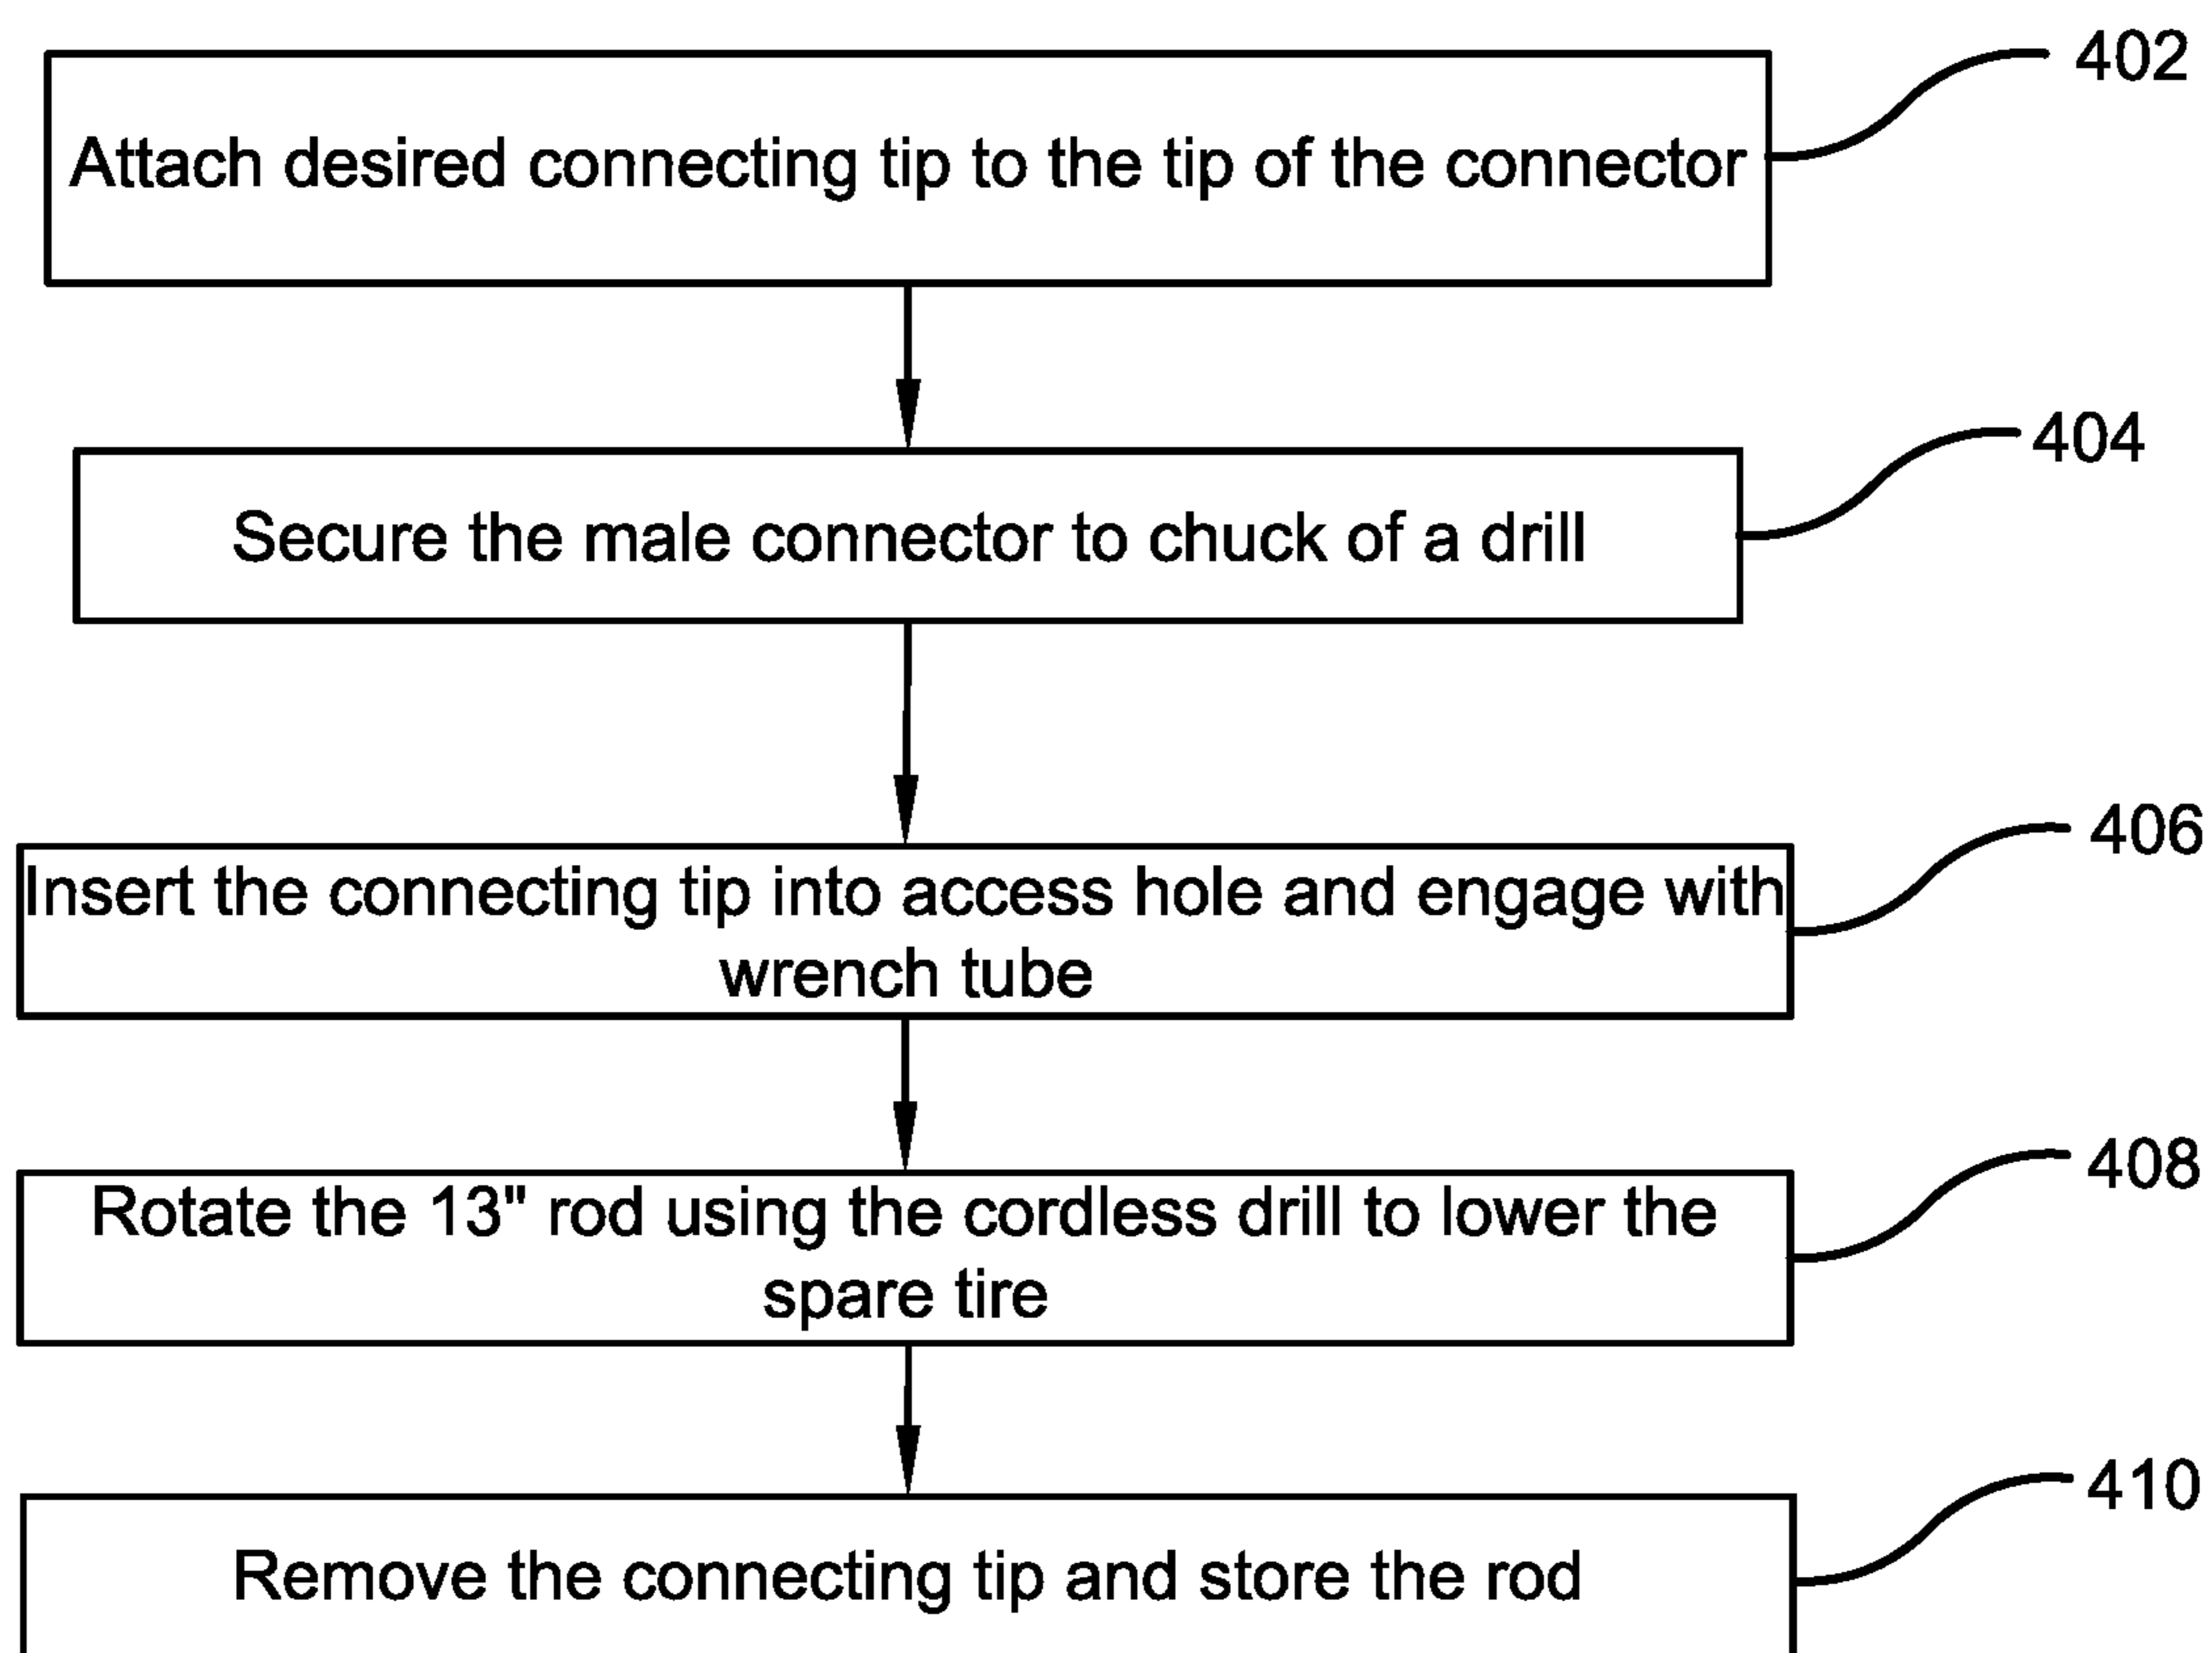 402
Attach desired connecting tip to the tip of the connector
404
Secure the male connector to chuck of a drill
406
Insert the connecting tip into access hole and engage with
wrench tube
408
Rotate the 13" rod using the cordless drill to lower the
spare tire
410
Remove the connecting tip and store the rod